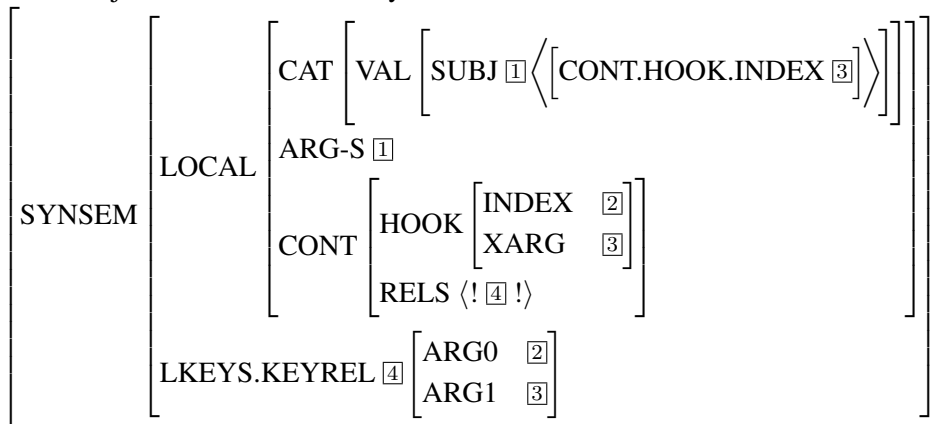 CAT [VAL [SUBJ 1 ⟨[CONT.HOOK.INDEX 3]⟩]]
ARG-S 1
LOCAL
SYNSEM
CONT
HOOK
INDEX 2
XARG 3
RELS ⟨! 4 !⟩
LKEYS.KEYREL 4
ARG0 2
ARG1 3